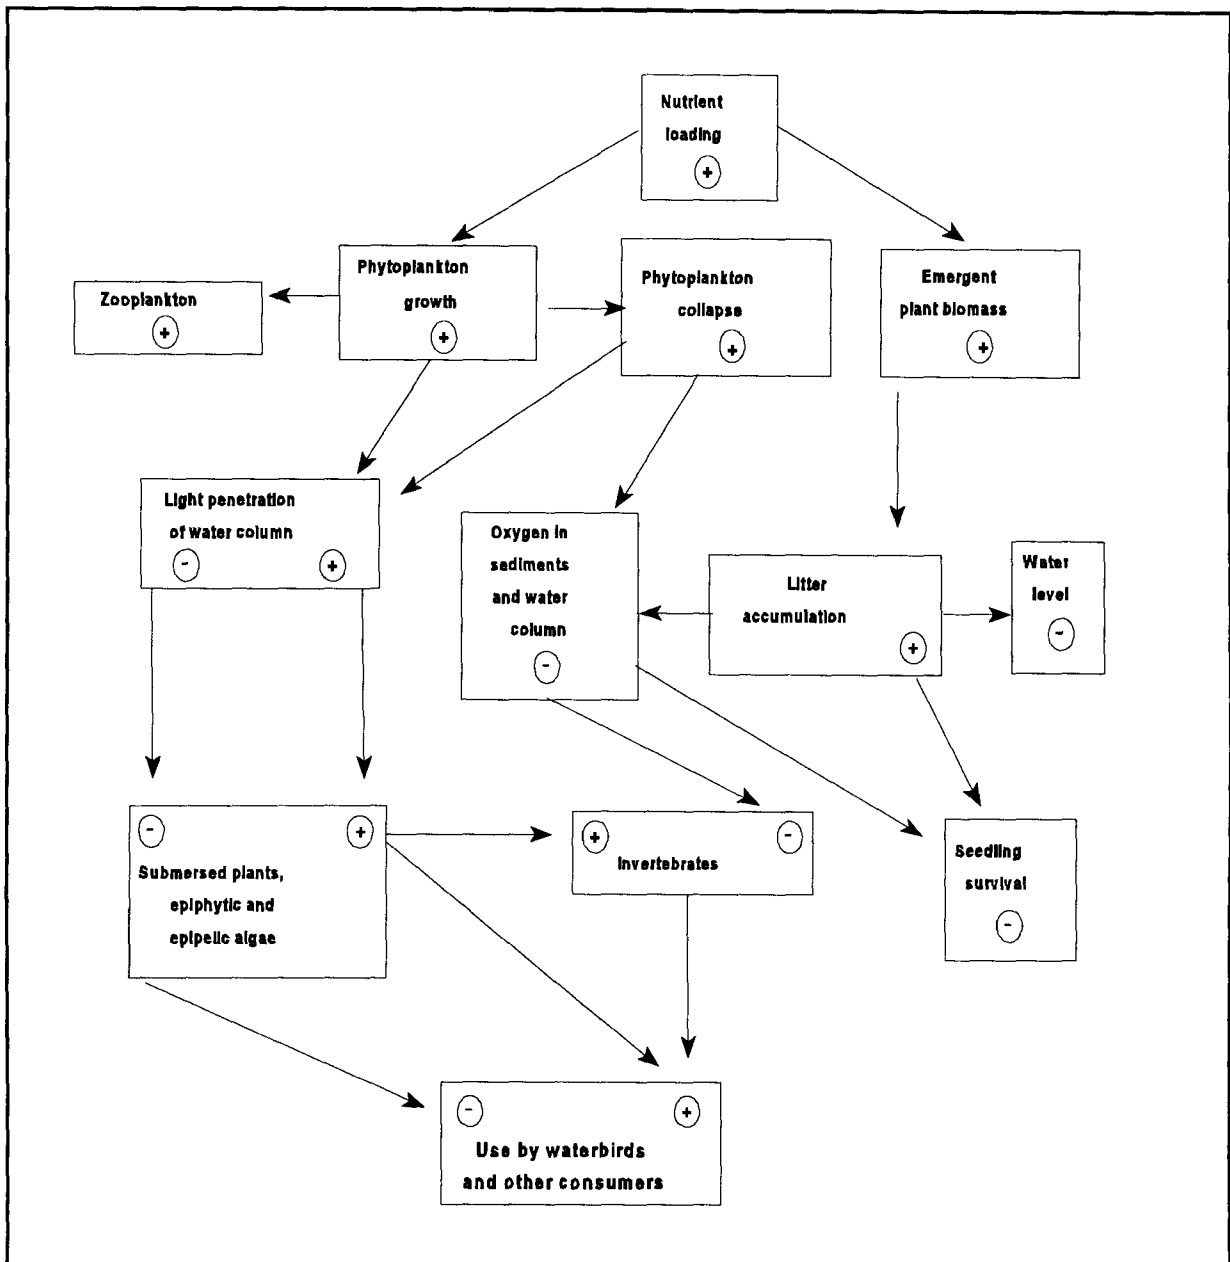 Nutrient
loading
+
Phytoplankton
growth
+
Phytoplankton
collapse
+
Emergent
plant biomass
+
Zooplankton
+
Light penetration
of water column
- +
Oxygen in
sediments
and water
column
-
Litter
accumulation
+
Water
level
-
- +
Submersed plants,
epiphytic and
epipelic algae
+ -
Invertebrates
Seedling
survival
-
- +
Use by waterbirds
and other consumers